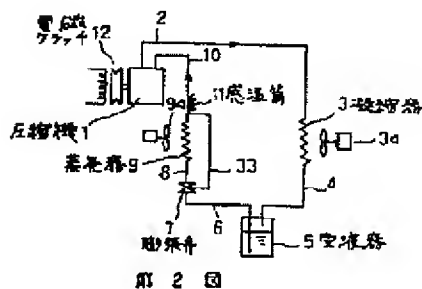 電磁
クラッチ 12
2
10
圧縮機 1
9a
11 感温筒
3 凝縮器
3a
蒸発器 9
8
33
4
7
膨張弁
6
5 受液器
第 2 図